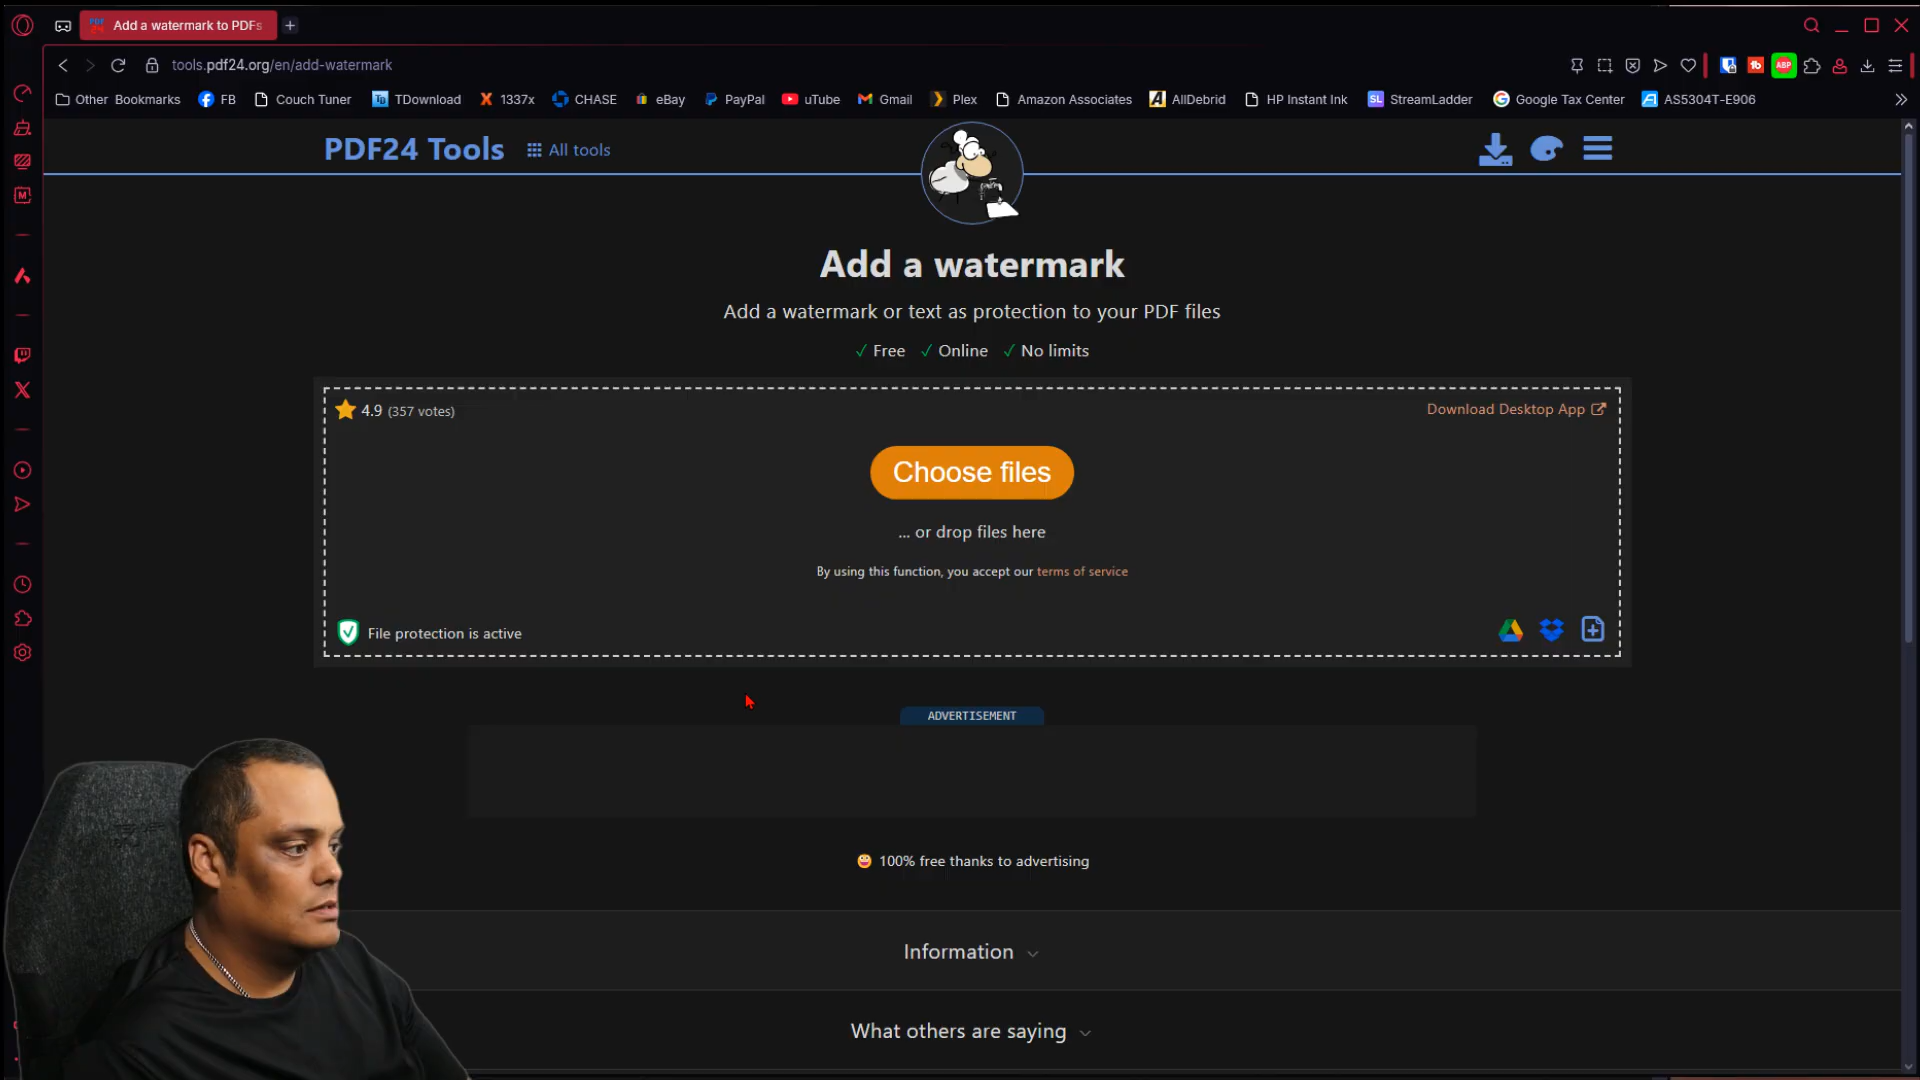 Add a watermark to PDFs
tools.pdf24.org/en/add-watermark
Other Bookmarks FB Couch Tuner TDownload 1337x CHASE eBay PayPal uTube Gmail Plex Amazon Associates AllDebrid HP Instant Ink StreamLadder Google Tax Center AS5304T-E906
PDF24 Tools All tools
Add a watermark
Add a watermark or text as protection to your PDF files
✓ Free ✓ Online ✓ No limits
4.9 (357 votes)
Download Desktop App
Choose files
... or drop files here
By using this function, you accept our terms of service
File protection is active
ADVERTISEMENT
100% free thanks to advertising
Information
What others are saying